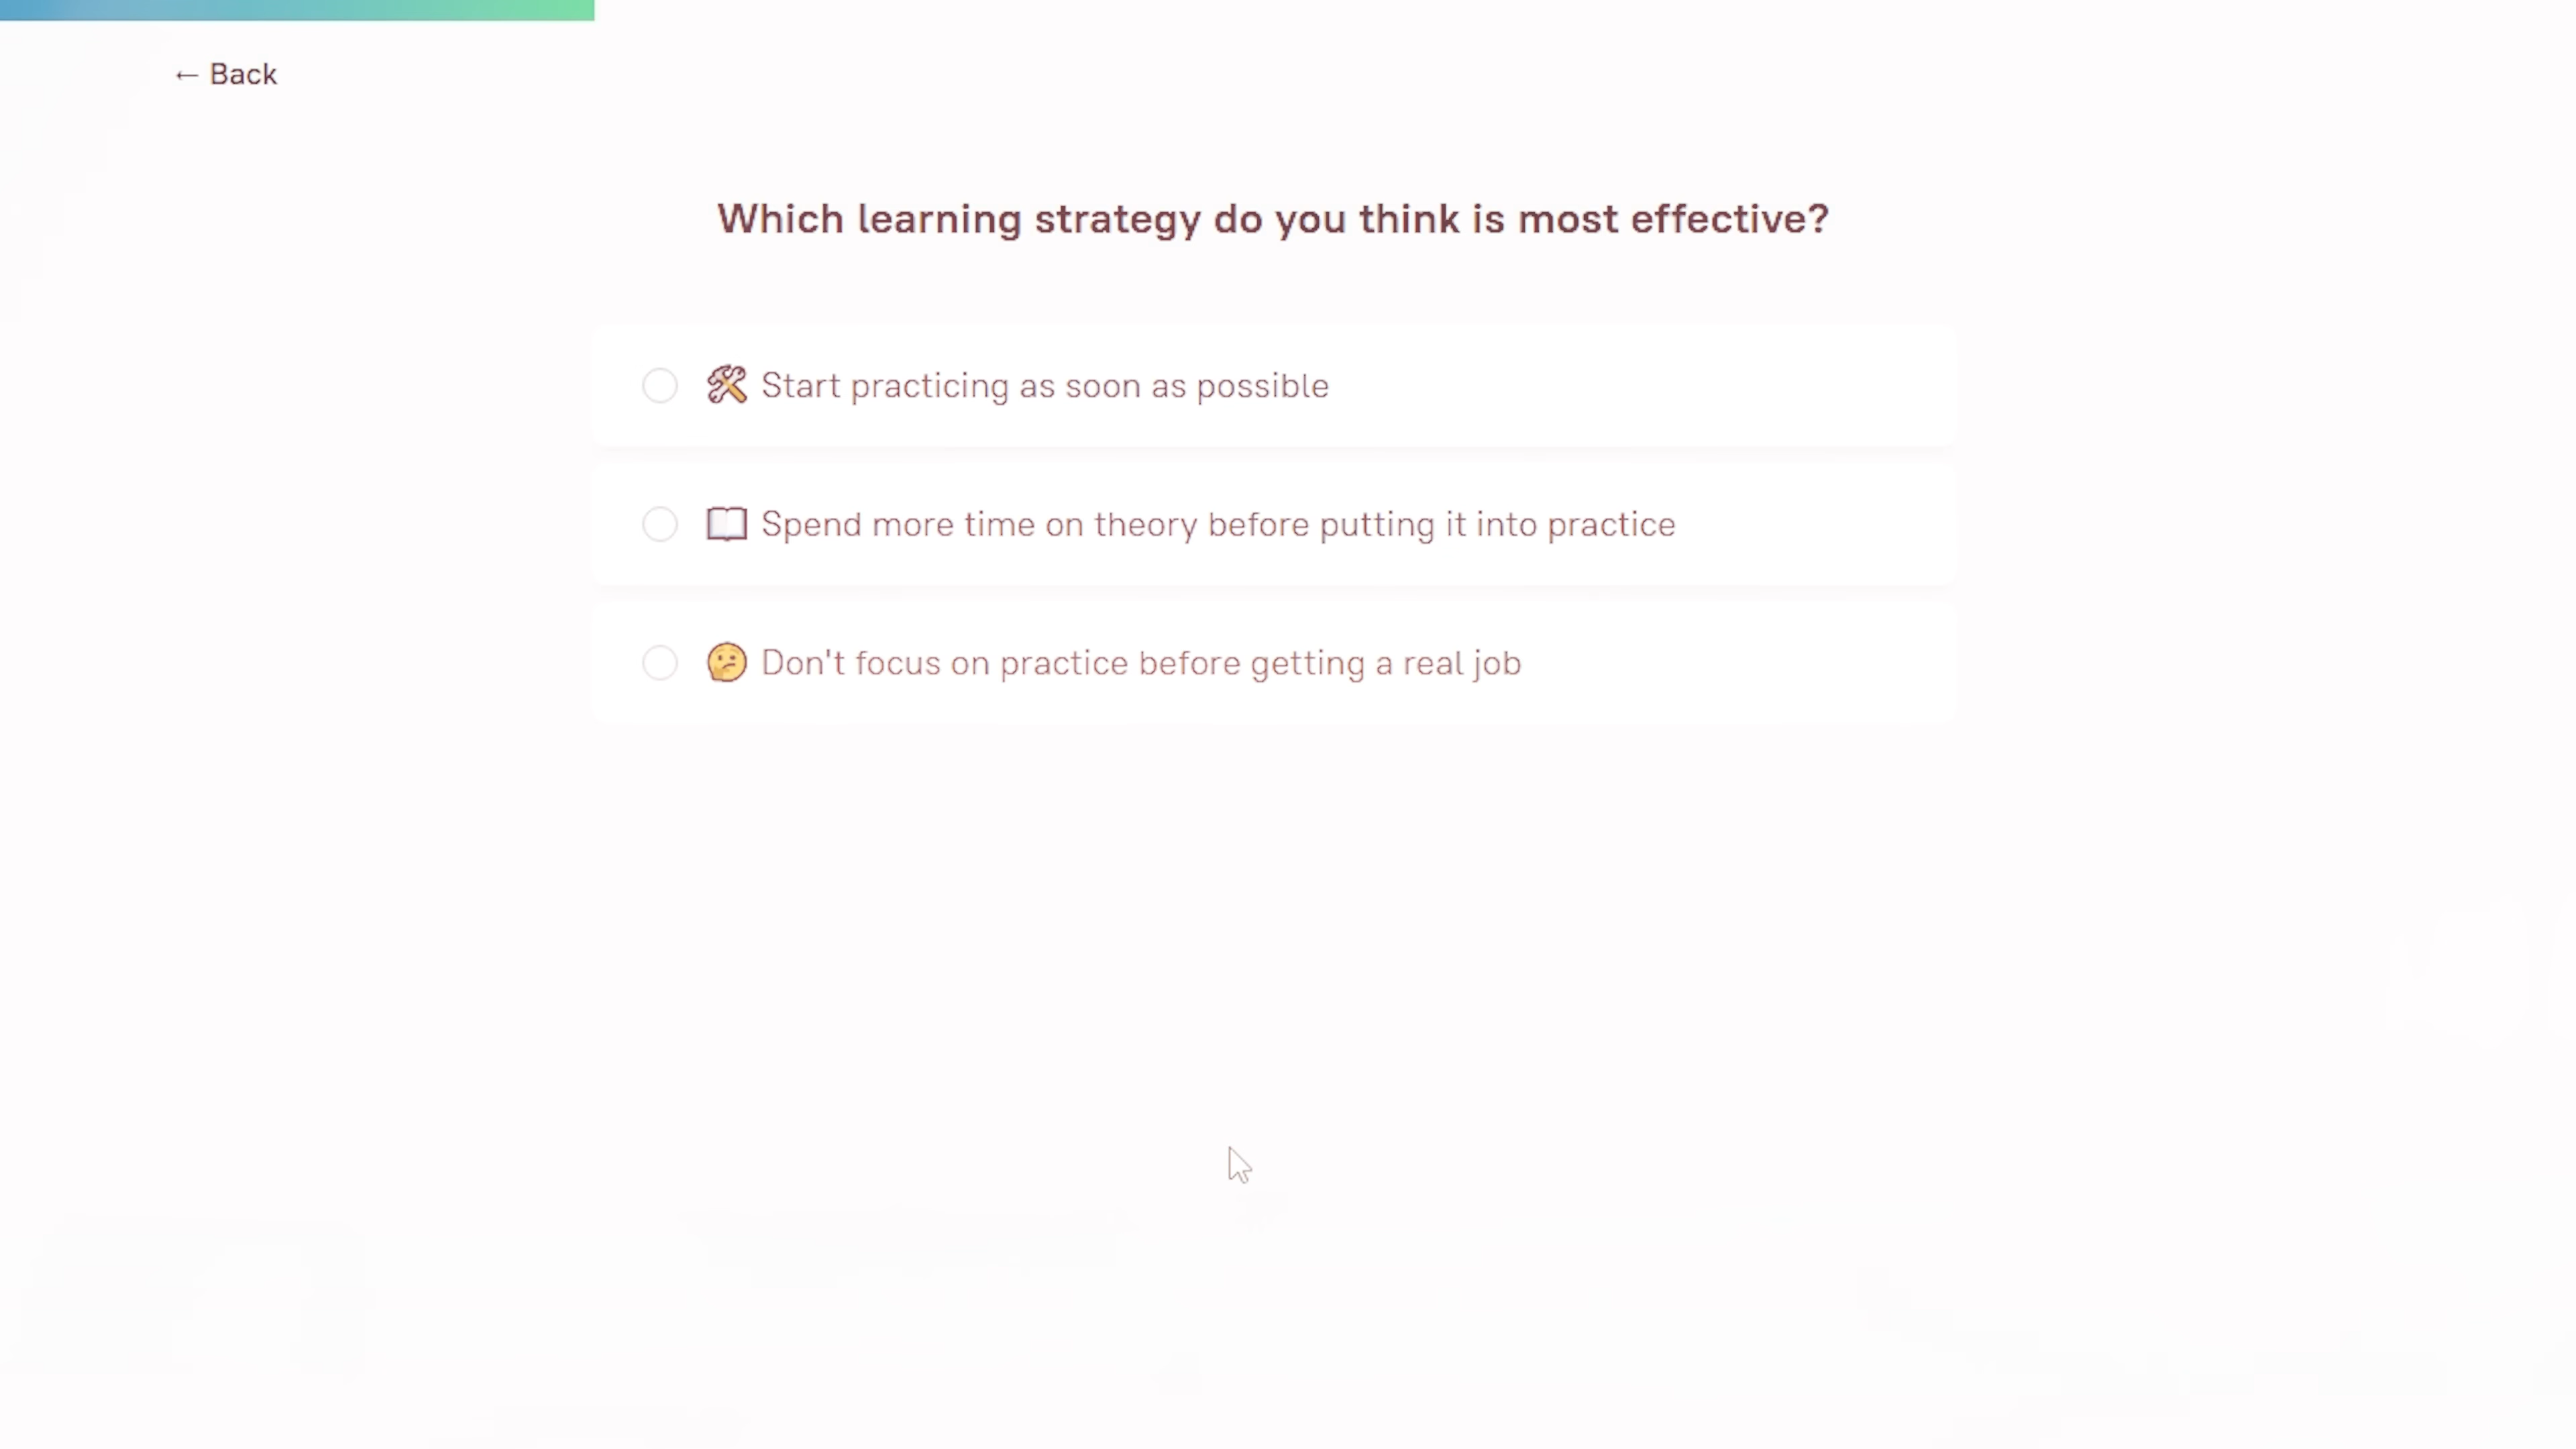 ← Back
Which learning strategy do you think is most effective?
🛠 Start practicing as soon as possible
📖 Spend more time on theory before putting it into practice
🤔 Don't focus on practice before getting a real job